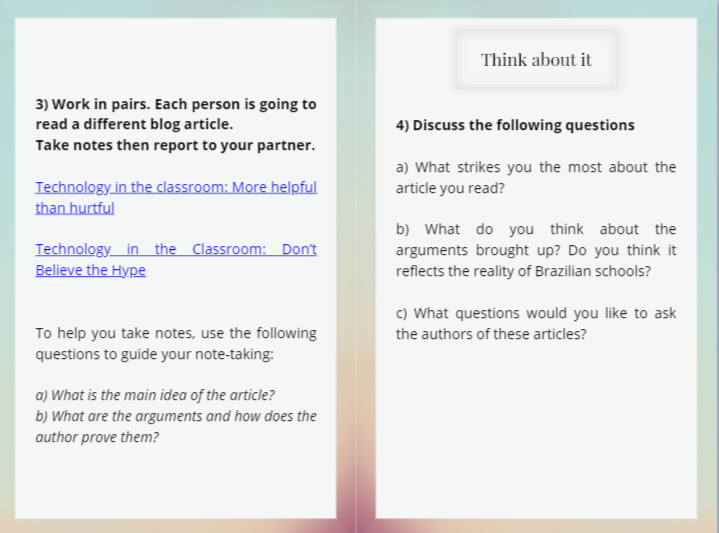 3) Work in pairs. Each person is going to
read a different blog article.
Take notes then report to your partner.
Technology in the classroom: More helpful
than hurtful
Technology in the Classroom: Don't
Believe the Hype
To help you take notes, use the following
questions to guide your note-taking:
a) What is the main idea of the article?
b) What are the arguments and how does the
author prove them?
Think about it
4) Discuss the following questions
a) What strikes you the most about the
article you read?
b) What do you think about the
arguments brought up? Do you think it
reflects the reality of Brazilian schools?
c) What questions would you like to ask
the authors of these articles?